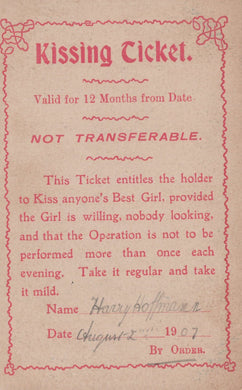 Kissing Ticket.
Valid for 12 Months from Date
NOT TRANSFERABLE.
This Ticket entitles the holder
to Kiss anyone's Best Girl, provided
the Girl is willing, nobody looking,
and that the Operation is not to be
performed more than once each
evening. Take it regular and take
it mild.
Name Harry Hoffmann
Date August 2 1907
BY ORDER.